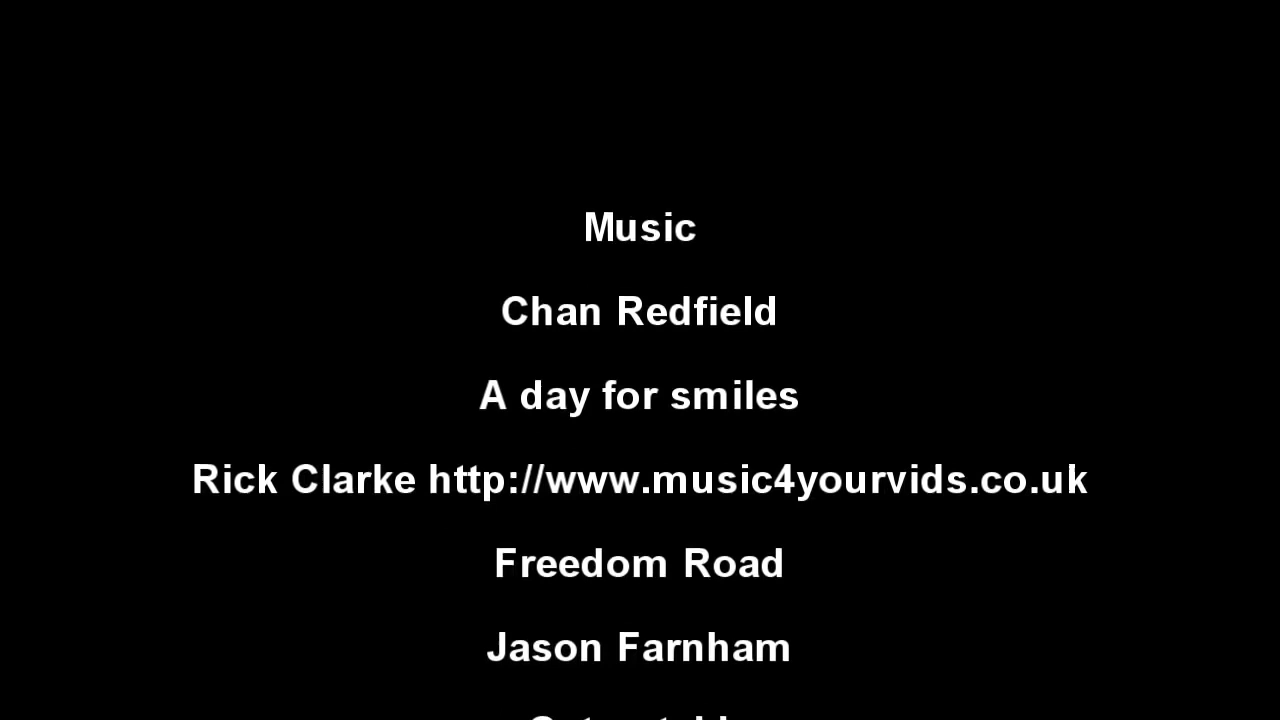 Music
Chan Redfield
A day for smiles
Rick Clarke http://www.music4yourvids.co.uk
Freedom Road
Jason Farnham